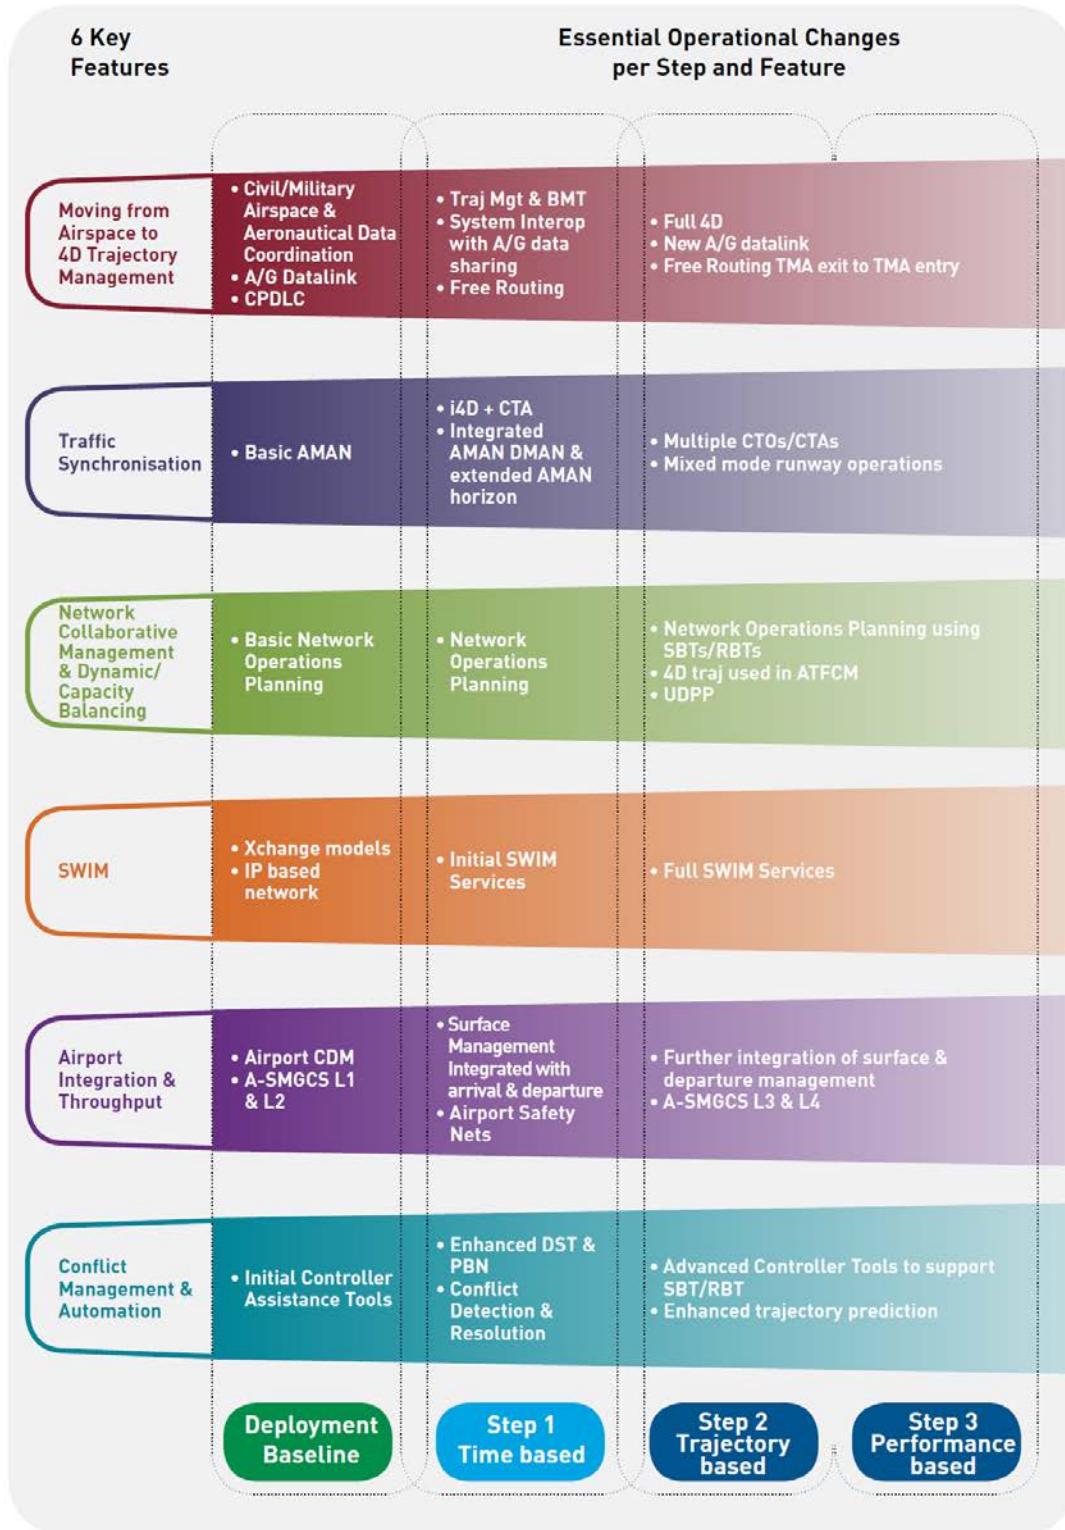 6 Key
Features
Essential Operational Changes
per Step and Feature
Moving from
Airspace to
4D Trajectory
Management
• Civil/Military
Airspace &
Aeronautical Data
Coordination
• A/G Datalink
• CPDLC
• Traj Mgt & BMT
• System Interop
with A/G data
sharing
• Free Routing
• Full 4D
• New A/G datalink
• Free Routing TMA exit to TMA entry
Traffic
Synchronisation
• Basic AMAN
• i4D + CTA
• Integrated
AMAN DMAN &
extended AMAN
horizon
• Multiple CTOs/CTAs
• Mixed mode runway operations
Network
Collaborative
Management
& Dynamic/
Capacity
Balancing
• Basic Network
Operations
Planning
• Network
Operations
Planning
• Network Operations Planning using
SBTs/RBTs
• 4D traj used in ATFCM
• UDPP
SWIM
• Xchange models
• IP based
network
• Initial SWIM
Services
• Full SWIM Services
Airport
Integration &
Throughput
• Airport CDM
• A-SMGCS L1
& L2
• Surface
Management
Integrated with
arrival & departure
• Airport Safety
Nets
• Further integration of surface &
departure management
• A-SMGCS L3 & L4
Conflict
Management &
Automation
• Initial Controller
Assistance Tools
• Enhanced DST &
PBN
• Conflict
Detection &
Resolution
• Advanced Controller Tools to support
SBT/RBT
• Enhanced trajectory prediction
Deployment
Baseline
Step 1
Time based
Step 2
Trajectory
based
Step 3
Performance
based